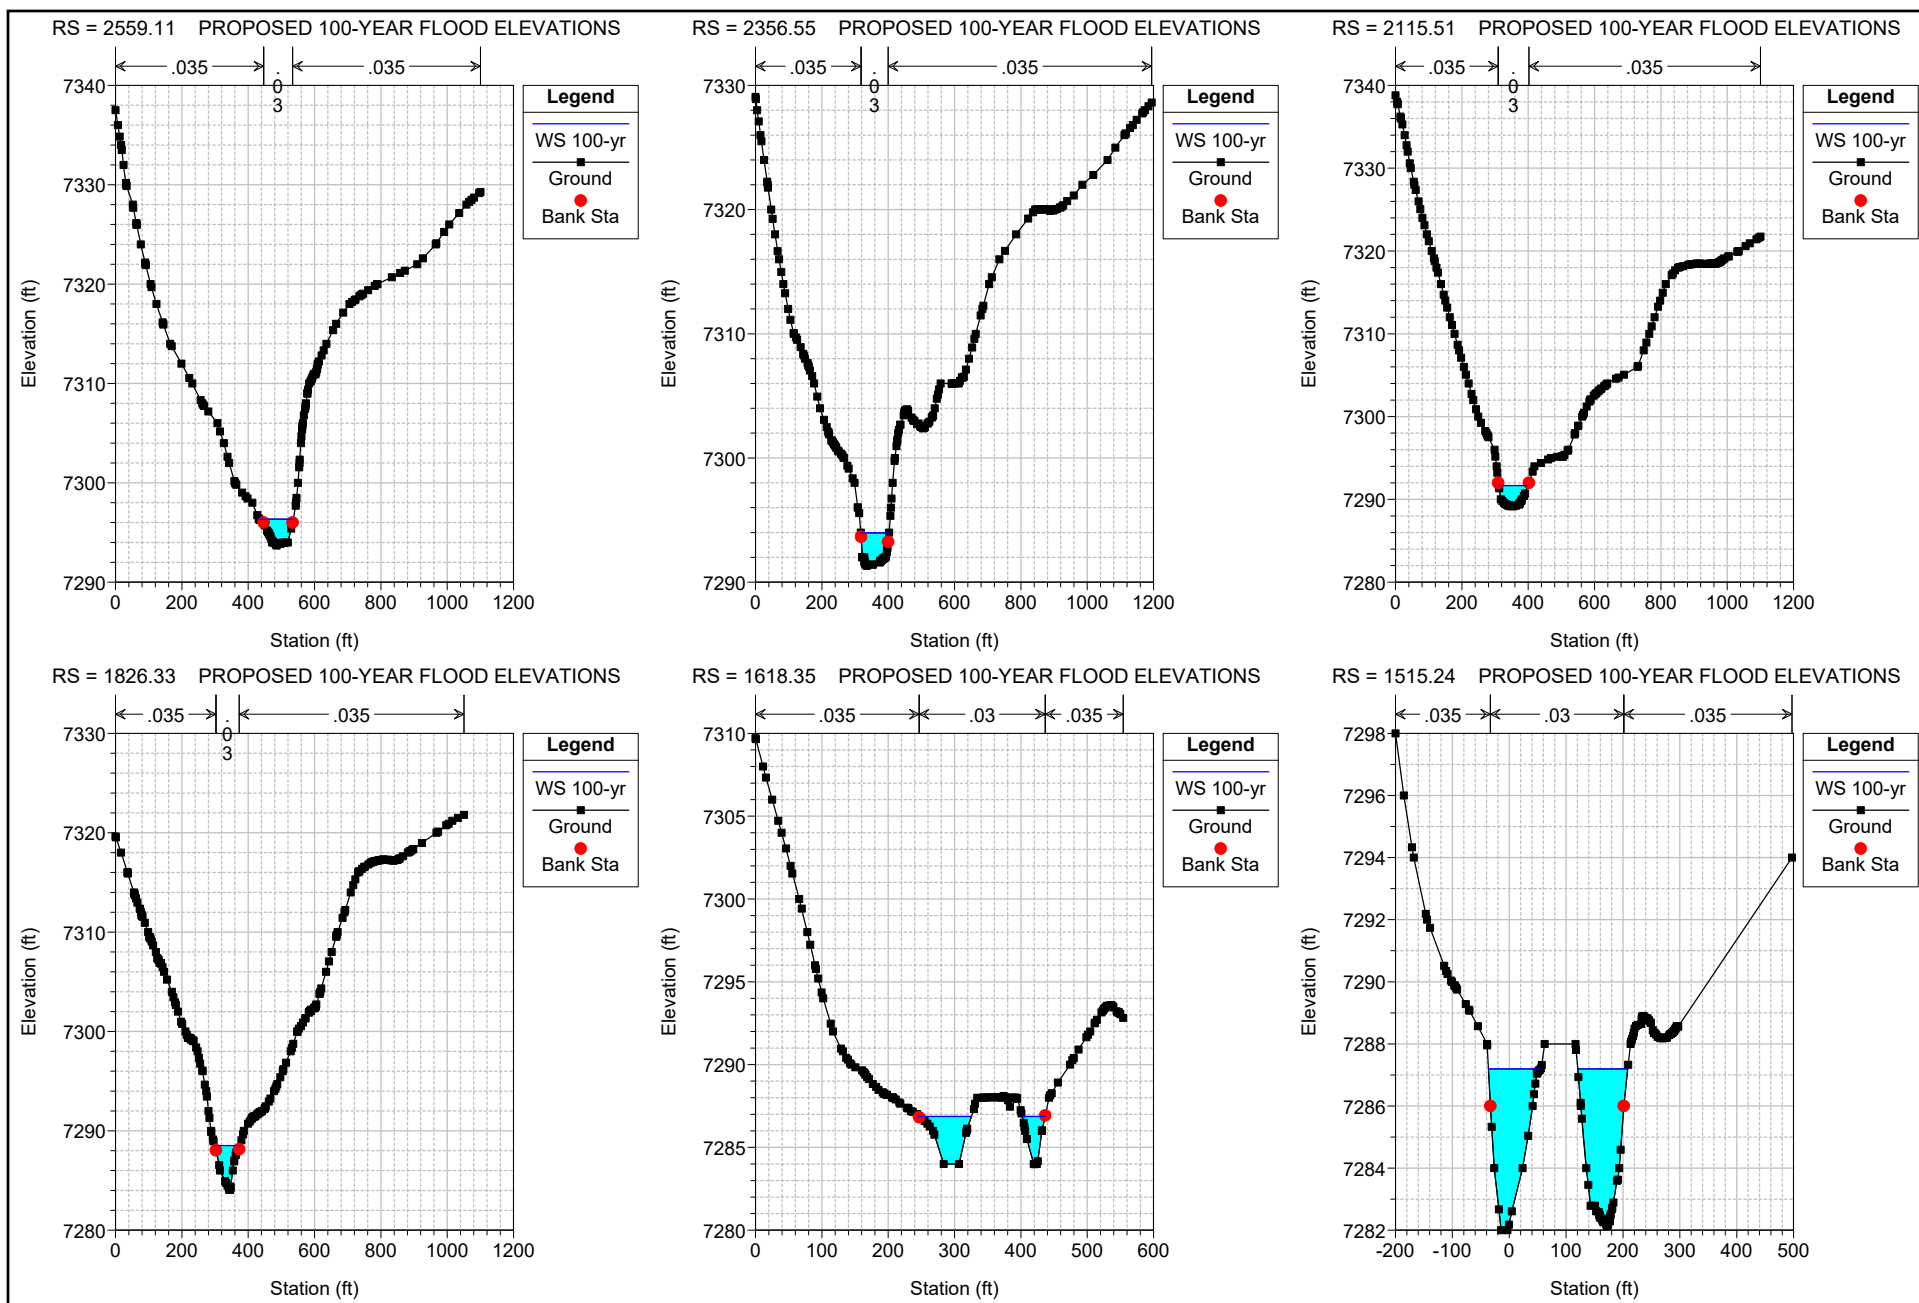 RS = 2559.11 PROPOSED 100-YEAR FLOOD ELEVATIONS
.035 .03 .035
7340
7330
7320
7310
7300
7290
0 200 400 600 800 1000 1200
Station (ft)
Elevation (ft)
Legend
WS 100-yr
Ground
Bank Sta
RS = 2356.55 PROPOSED 100-YEAR FLOOD ELEVATIONS
.035 .03 .035
7330
7320
7310
7300
7290
0 200 400 600 800 1000 1200
Station (ft)
Elevation (ft)
Legend
WS 100-yr
Ground
Bank Sta
RS = 2115.51 PROPOSED 100-YEAR FLOOD ELEVATIONS
.035 .03 .035
7340
7330
7320
7310
7300
7290
7280
0 200 400 600 800 1000 1200
Station (ft)
Elevation (ft)
Legend
WS 100-yr
Ground
Bank Sta
RS = 1826.33 PROPOSED 100-YEAR FLOOD ELEVATIONS
.035 .03 .035
7330
7320
7310
7300
7290
7280
0 200 400 600 800 1000 1200
Station (ft)
Elevation (ft)
Legend
WS 100-yr
Ground
Bank Sta
RS = 1618.35 PROPOSED 100-YEAR FLOOD ELEVATIONS
.035 .03 .035
7310
7305
7300
7295
7290
7285
7280
0 100 200 300 400 500 600
Station (ft)
Elevation (ft)
Legend
WS 100-yr
Ground
Bank Sta
RS = 1515.24 PROPOSED 100-YEAR FLOOD ELEVATIONS
.035 .03 .035
7298
7296
7294
7292
7290
7288
7286
7284
7282
-200 -100 0 100 200 300 400 500
Station (ft)
Elevation (ft)
Legend
WS 100-yr
Ground
Bank Sta